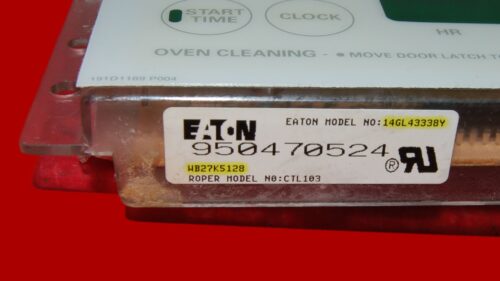 START
TIME
CLOCK
HR
OVEN CLEANING - • MOVE DOOR LATCH
191D1169 P004
EATON
EATON MODEL NO:14GL43338Y
950470524
WB27K5128
ROPER MODEL NO:CTL103
R